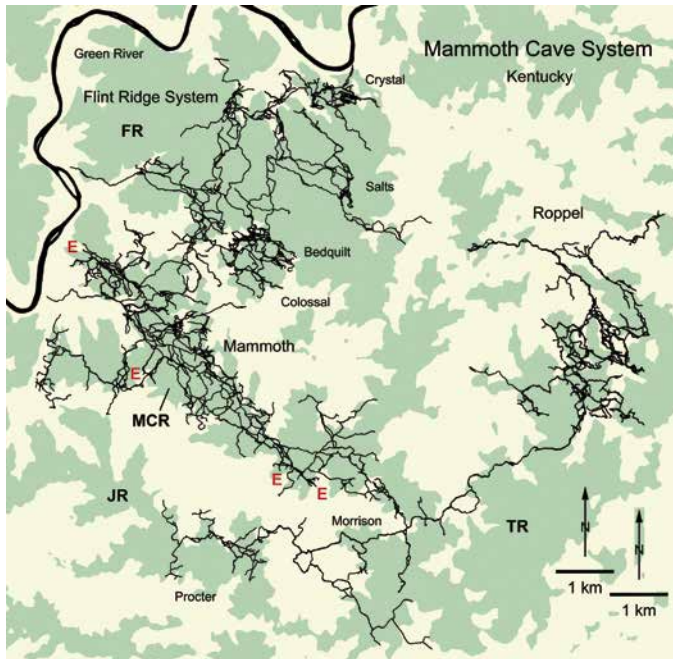 Mammoth Cave System
Kentucky
Green River
Crystal
Flint Ridge System
FR
Salts
Roppel
E
Bedquilt
Colossal
Mammoth
E
MCR
E
E
JR
Morrison
TR
N
N
1 km
1 km
Procter